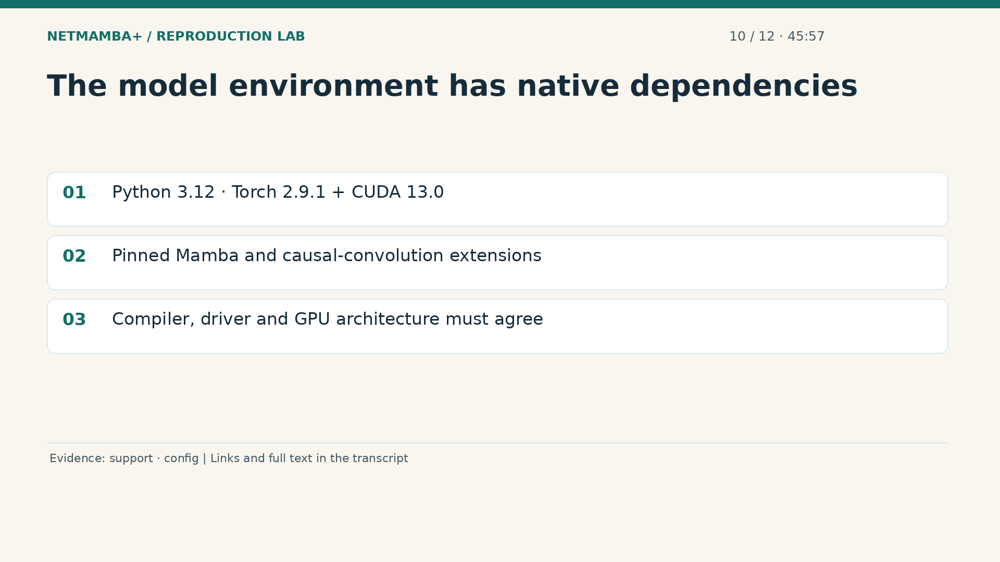 NETMAMBA+ / REPRODUCTION LAB
10 / 12 · 45:57
The model environment has native dependencies
01 Python 3.12 · Torch 2.9.1 + CUDA 13.0
02 Pinned Mamba and causal-convolution extensions
03 Compiler, driver and GPU architecture must agree
Evidence: support · config | Links and full text in the transcript